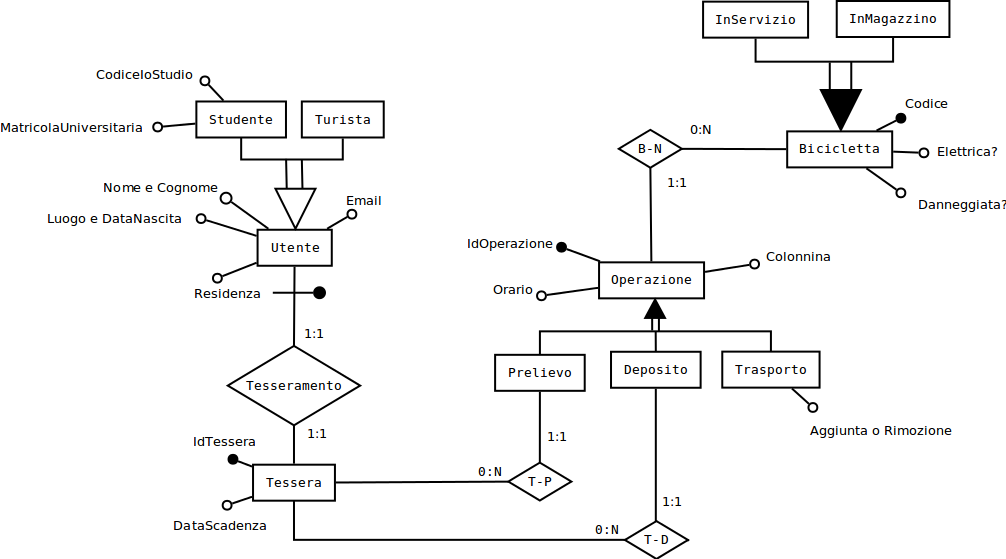 InServizio
InMagazzino
CodiceIoStudio
Codice
Studente
Turista
MatricolaUniversitaria
0:N
B-N
Bicicletta
Elettrica?
1:1
Nome e Cognome
Email
Danneggiata?
Luogo e DataNascita
Utente
IdOperazione
Colonnina
Operazione
Orario
Residenza
1:1
Prelievo
Deposito
Trasporto
Tesseramento
Aggiunta o Rimozione
1:1
1:1
IdTessera
0:N
Tessera
T-P
1:1
DataScadenza
0:N
T-D